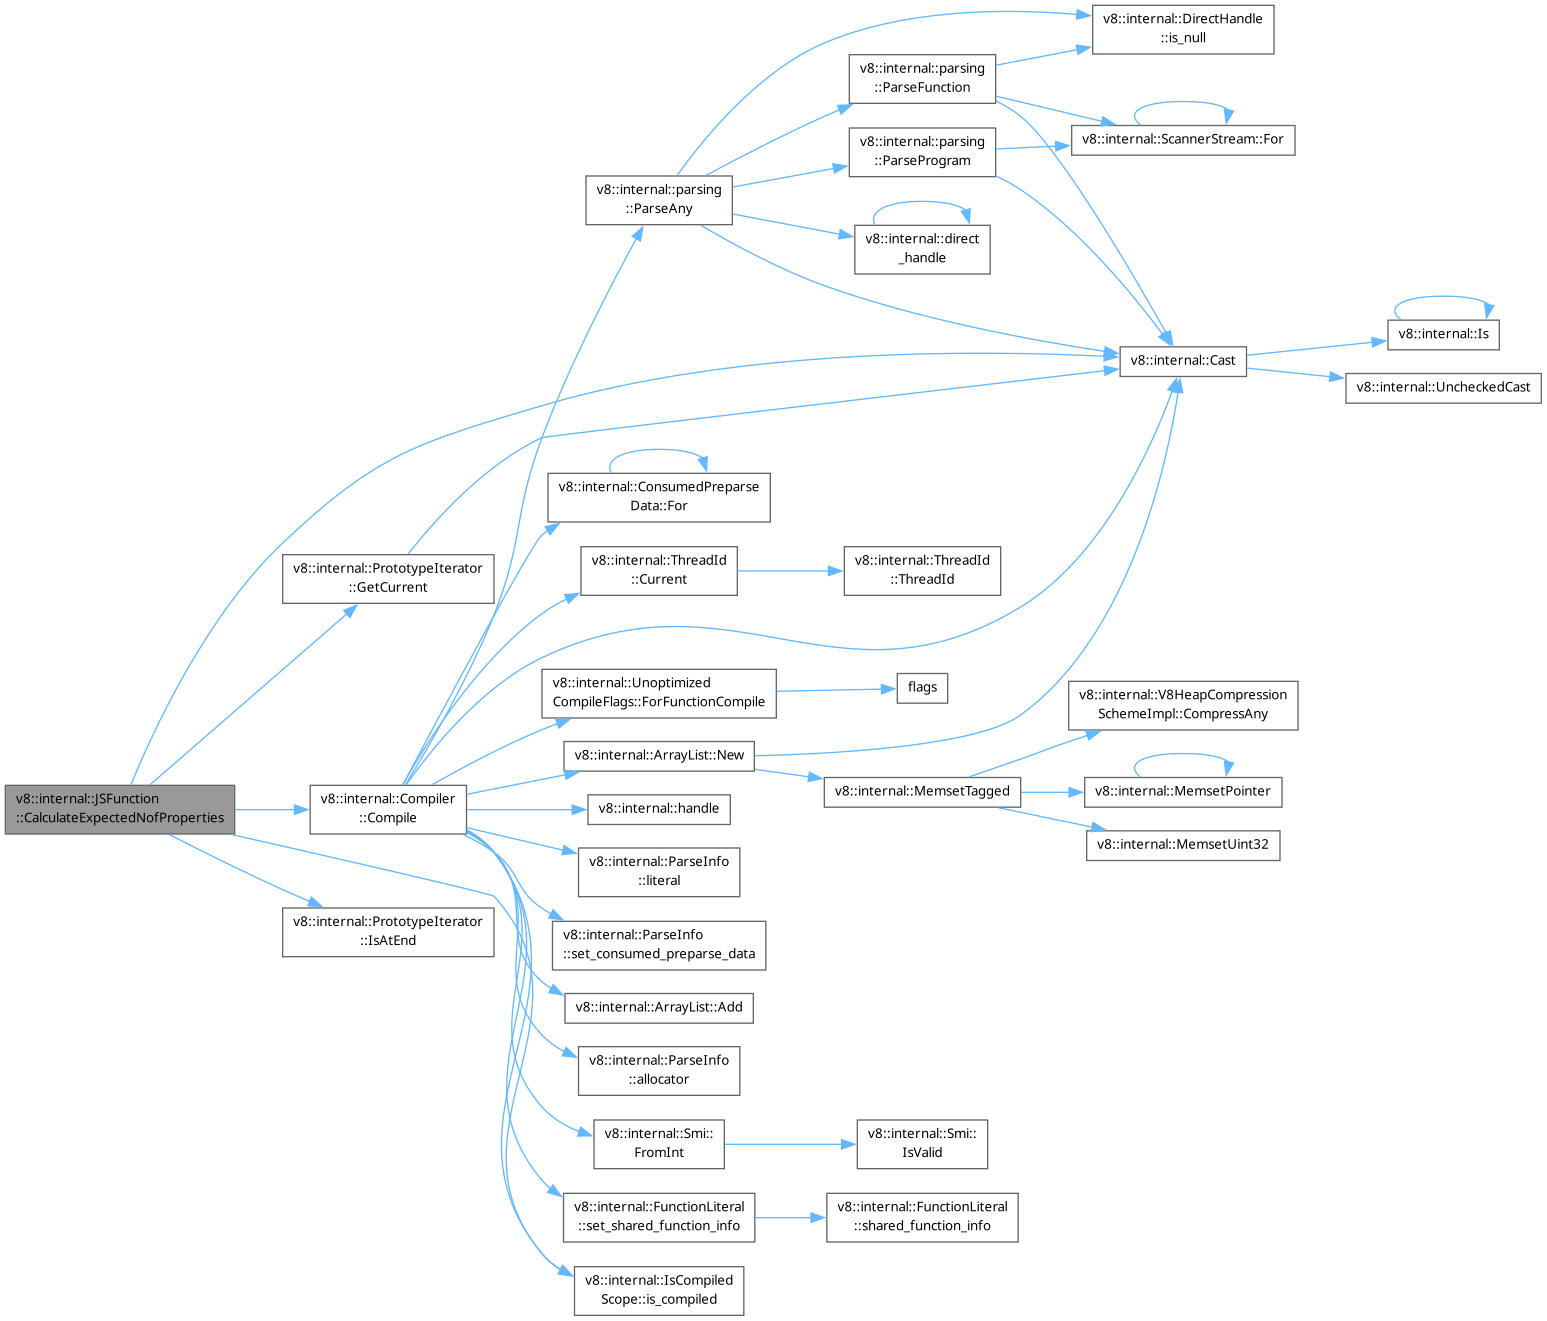 v8::internal::DirectHandle
::is_null
v8::internal::parsing
::ParseFunction
v8::internal::ScannerStream::For
v8::internal::parsing
::ParseProgram
v8::internal::parsing
::ParseAny
v8::internal::direct
_handle
v8::internal::Is
v8::internal::Cast
v8::internal::UncheckedCast
v8::internal::ConsumedPreparse
Data::For
v8::internal::PrototypeIterator
::GetCurrent
v8::internal::ThreadId
::Current
v8::internal::ThreadId
::ThreadId
v8::internal::Unoptimized
CompileFlags::ForFunctionCompile
flags
v8::internal::V8HeapCompression
SchemeImpl::CompressAny
v8::internal::ArrayList::New
v8::internal::MemsetTagged
v8::internal::MemsetPointer
v8::internal::JSFunction
::CalculateExpectedNofProperties
v8::internal::Compiler
::Compile
v8::internal::handle
v8::internal::MemsetUint32
v8::internal::ParseInfo
::literal
v8::internal::PrototypeIterator
::IsAtEnd
v8::internal::ParseInfo
::set_consumed_preparse_data
v8::internal::ArrayList::Add
v8::internal::ParseInfo
::allocator
v8::internal::Smi::
FromInt
v8::internal::Smi::
IsValid
v8::internal::FunctionLiteral
::set_shared_function_info
v8::internal::FunctionLiteral
::shared_function_info
v8::internal::IsCompiled
Scope::is_compiled